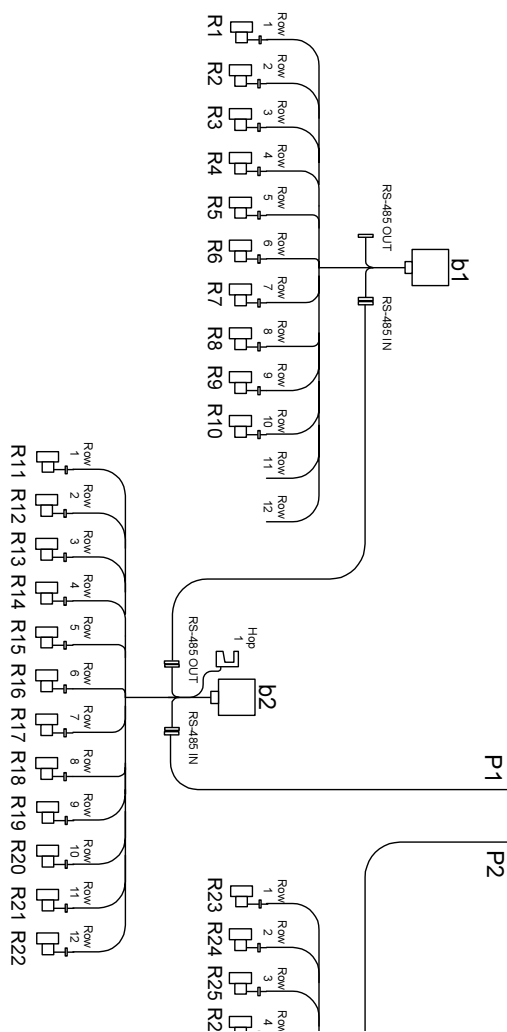 R1
Row
1
R2
Row
2
R3
Row
3
R4
Row
4
R5
Row
5
R6
Row
6
R7
Row
7
R8
Row
8
R9
Row
9
R10
Row
10
Row
11
Row
12
RS-485 OUT
RS-485 IN
b1
R11
Row
1
R12
Row
2
R13
Row
3
R14
Row
4
R15
Row
5
R16
Row
6
R17
Row
7
R18
Row
8
R19
Row
9
R20
Row
10
R21
Row
11
R22
Row
12
RS-485 OUT
RS-485 IN
Hop
1
b2
P1
P2
R23
Row
1
R24
Row
2
R25
Row
3
Row
4